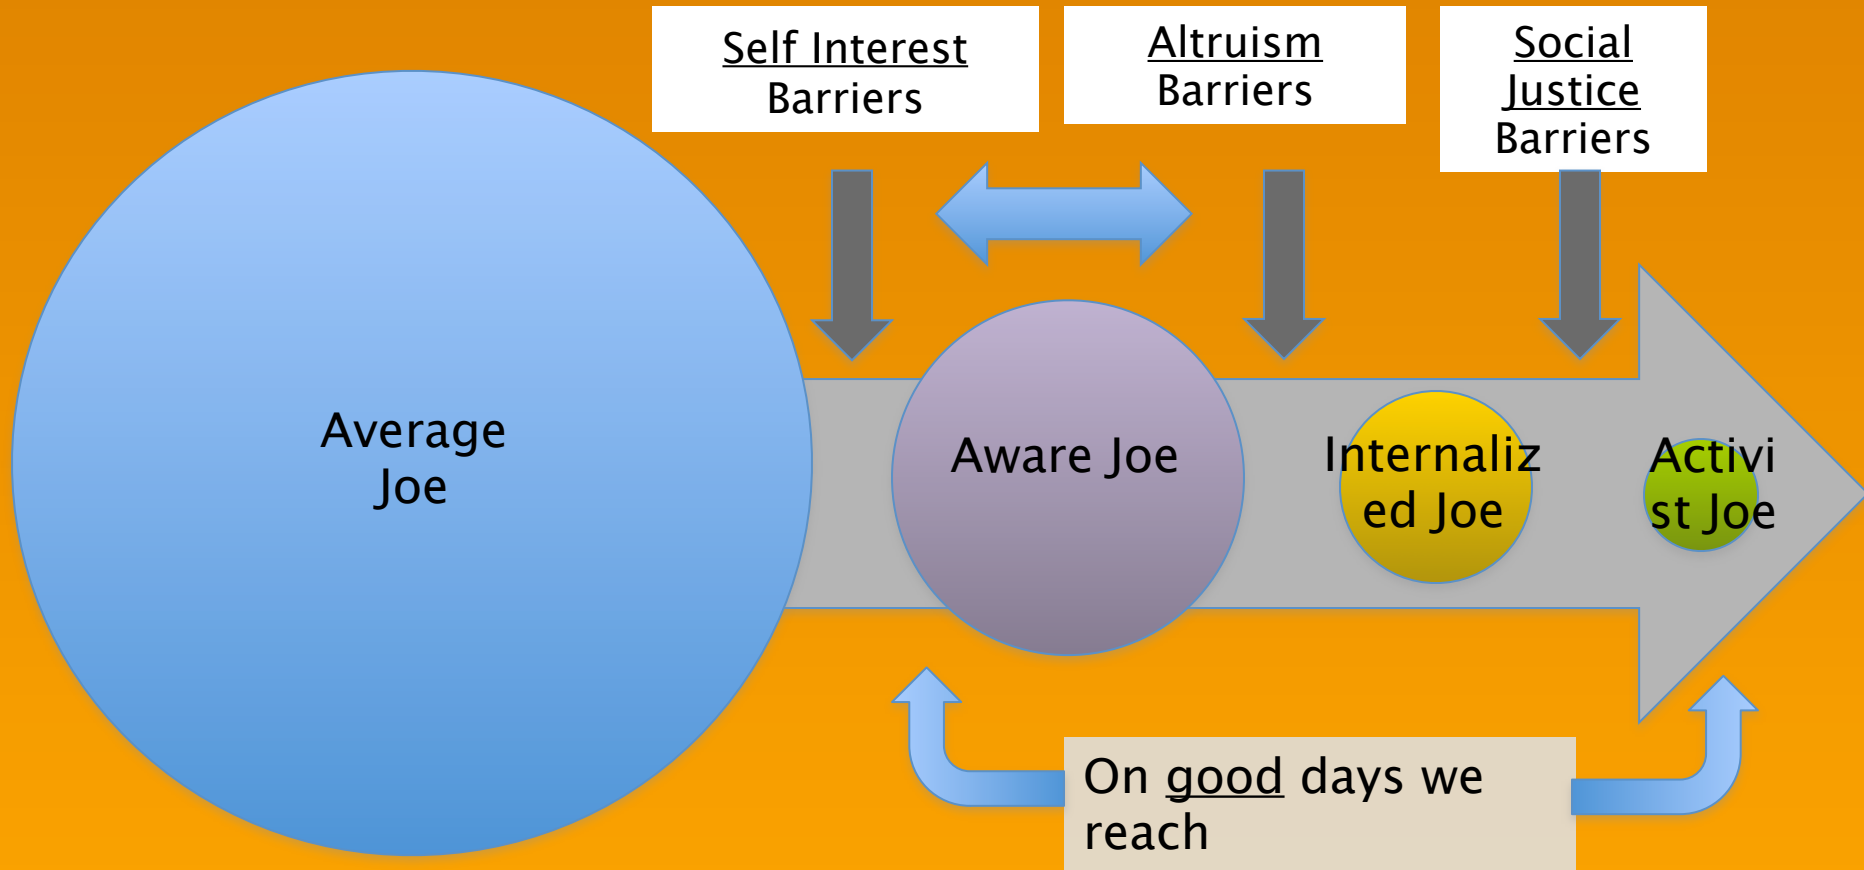 Self Interest
Barriers
Altruism
Barriers
Social
Justice
Barriers
Average
Joe
Aware Joe
Internaliz
ed Joe
Activi
st Joe
On good days we
reach